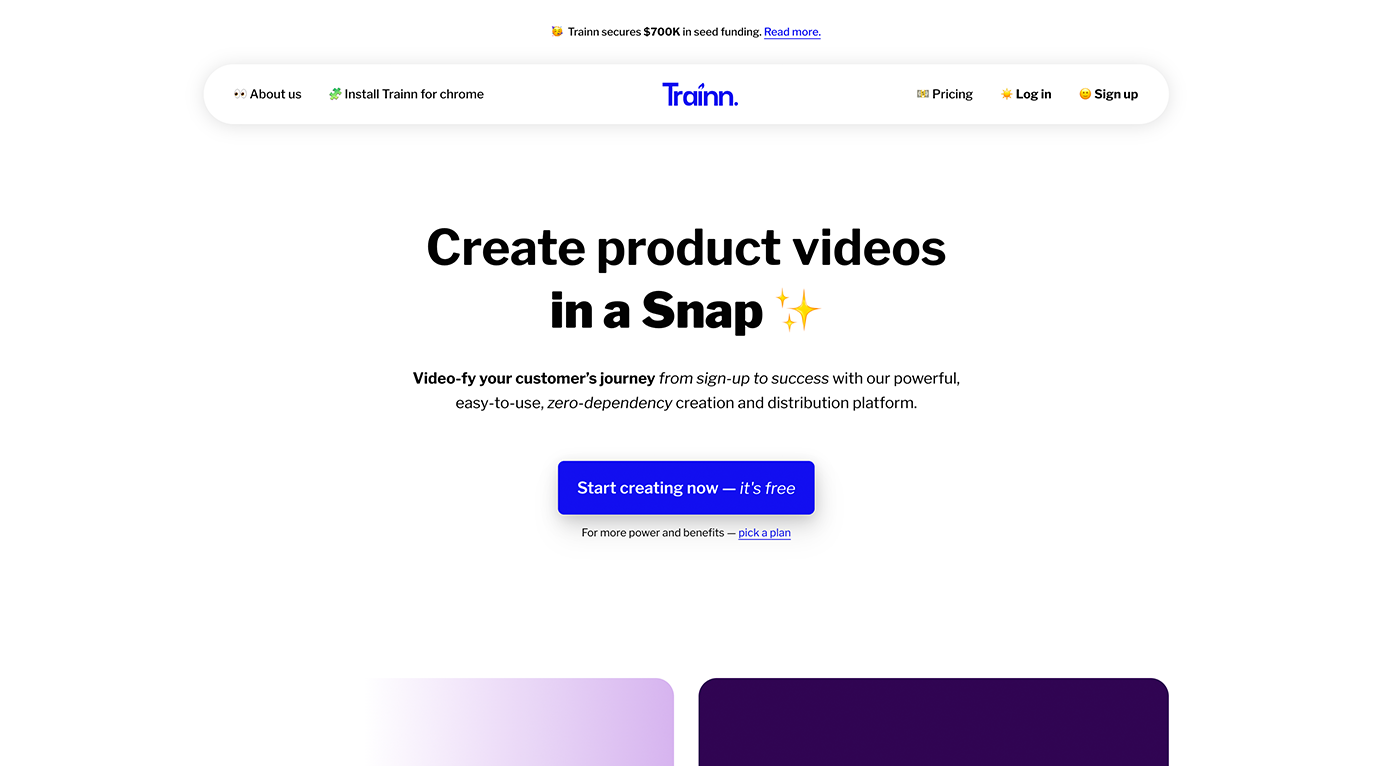 🥳 Trainn secures $700K in seed funding. Read more.
👀 About us
🧩 Install Trainn for chrome
Trainn.
💵 Pricing
☀️ Log in
😀 Sign up
Create product videos
in a Snap ✨
Video-fy your customer’s journey from sign-up to success with our powerful,
easy-to-use, zero-dependency creation and distribution platform.
Start creating now — it's free
For more power and benefits — pick a plan